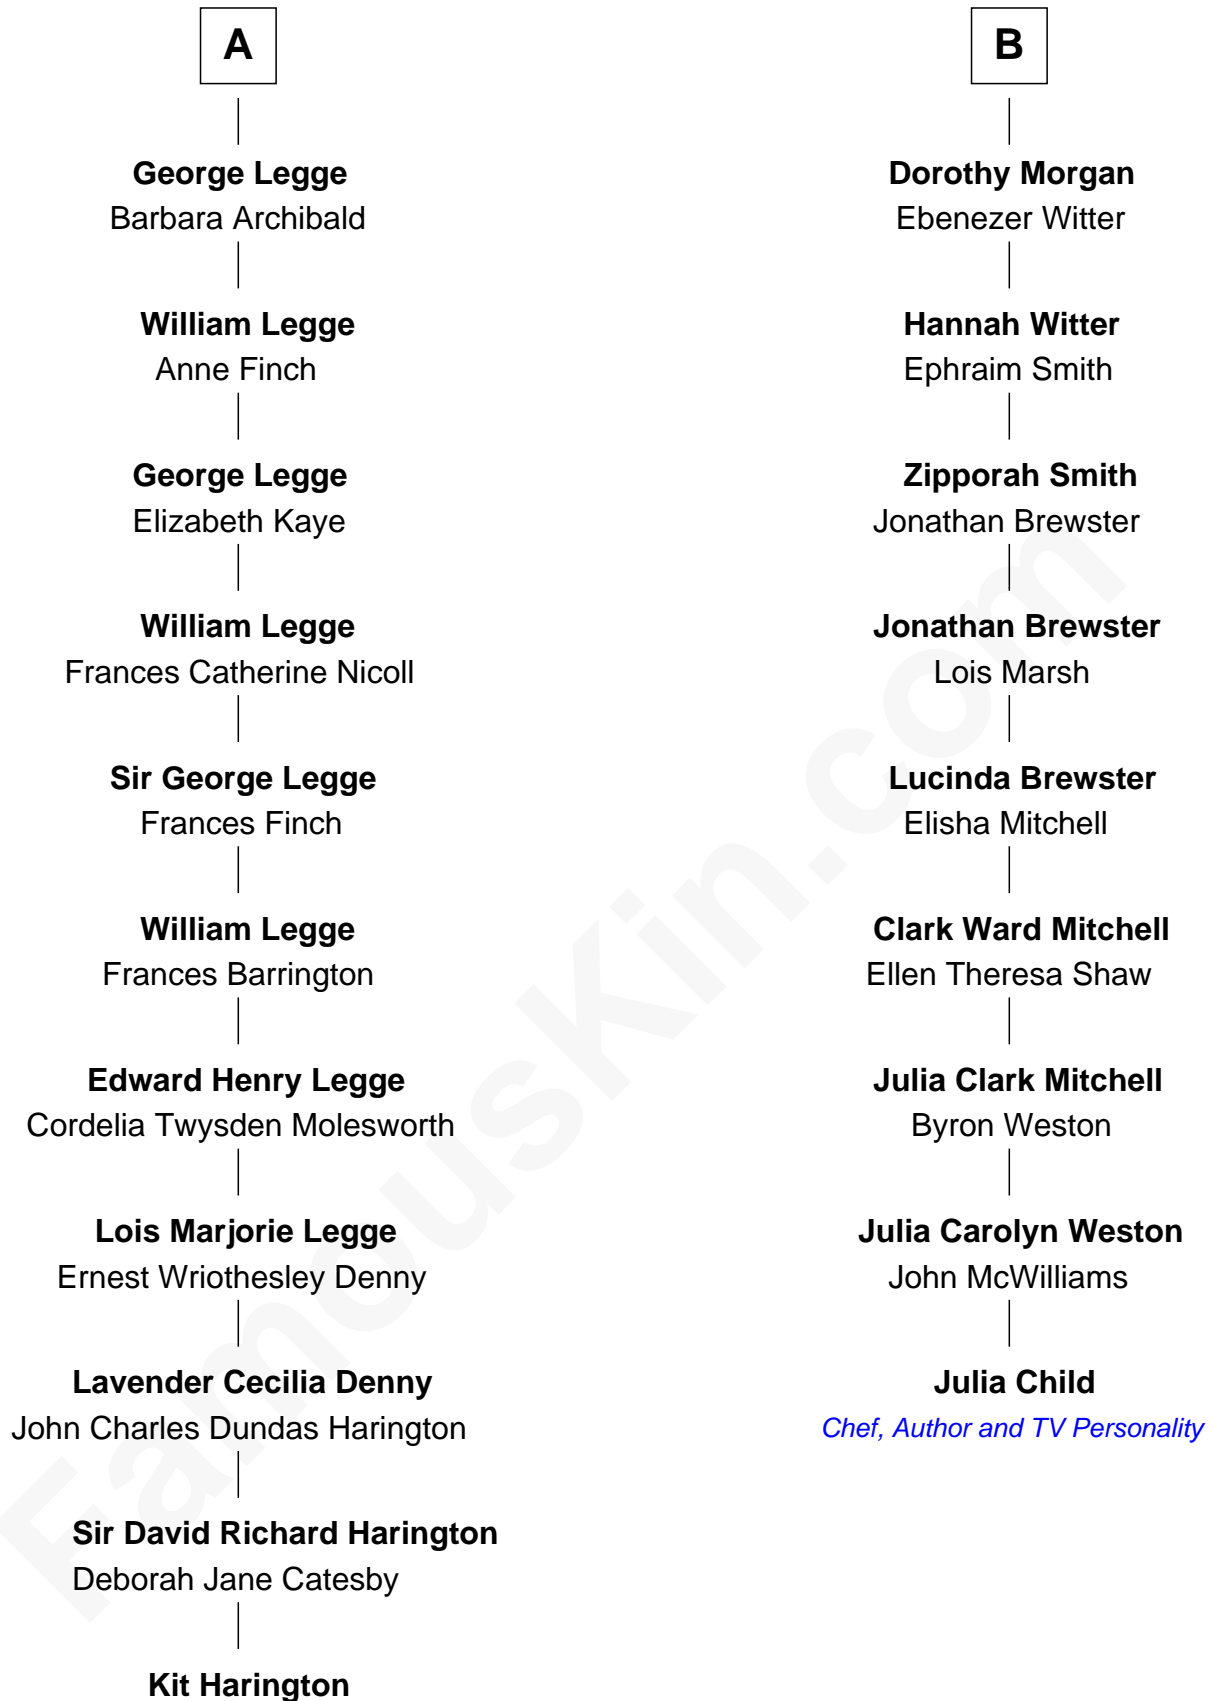 A
George Legge
Barbara Archibald
William Legge
Anne Finch
George Legge
Elizabeth Kaye
William Legge
Frances Catherine Nicoll
Sir George Legge
Frances Finch
William Legge
Frances Barrington
Edward Henry Legge
Cordelia Twysden Molesworth
Lois Marjorie Legge
Ernest Wriothesley Denny
Lavender Cecilia Denny
John Charles Dundas Harington
Sir David Richard Harington
Deborah Jane Catesby
Kit Harington
B
Dorothy Morgan
Ebenezer Witter
Hannah Witter
Ephraim Smith
Zipporah Smith
Jonathan Brewster
Jonathan Brewster
Lois Marsh
Lucinda Brewster
Elisha Mitchell
Clark Ward Mitchell
Ellen Theresa Shaw
Julia Clark Mitchell
Byron Weston
Julia Carolyn Weston
John McWilliams
Julia Child
Chef, Author and TV Personality
FamousKin.com